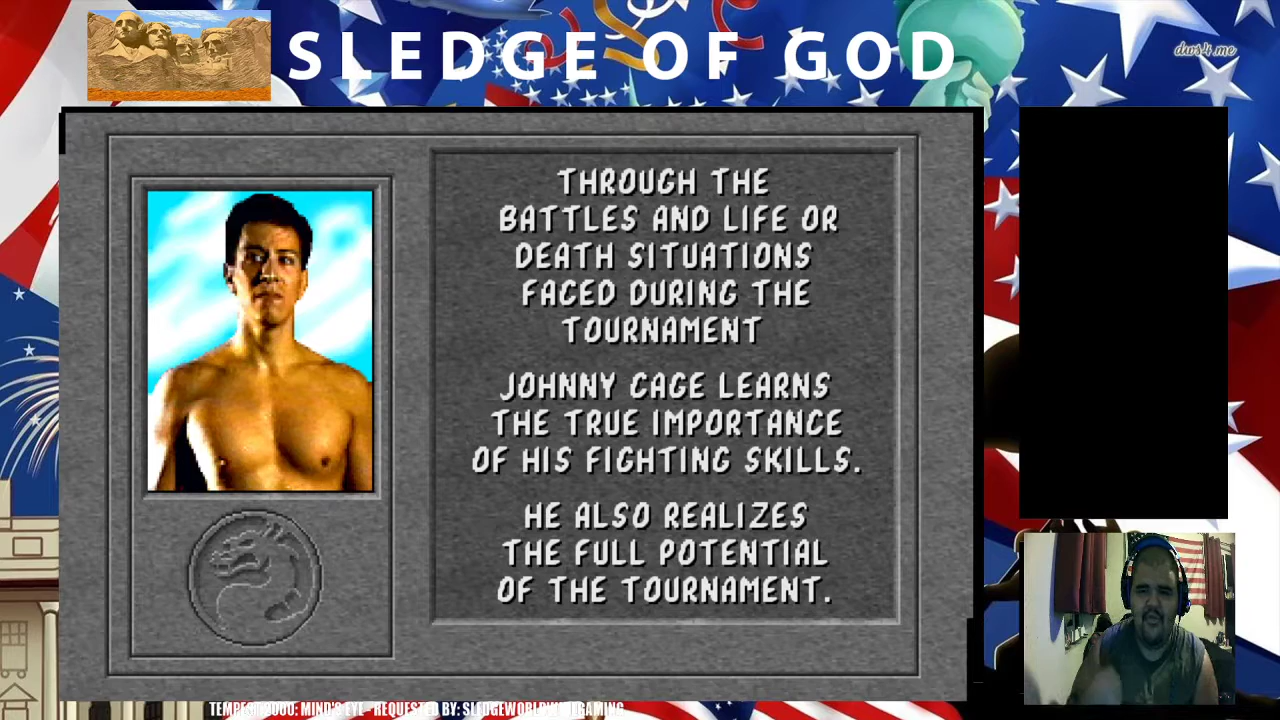 SLEDGE OF GOD
dws4.me
THROUGH THE
BATTLES AND LIFE OR
DEATH SITUATIONS
FACED DURING THE
TOURNAMENT
JOHNNY CAGE LEARNS
THE TRUE IMPORTANCE
OF HIS FIGHTING SKILLS.
HE ALSO REALIZES
THE FULL POTENTIAL
OF THE TOURNAMENT.
MIND'S EYE - REQUESTED BY: